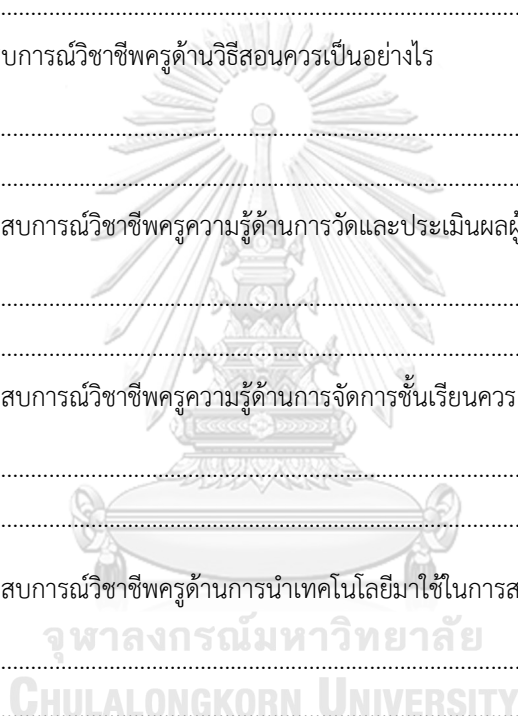 ................................................................................
บการณ์วิชาชีพครูด้านวิธีสอนควรเป็นอย่างไร
................................................................................
................................................................................
สบการณ์วิชาชีพครูความรู้ด้านการวัดและประเมินผลผู้
................................................................................
................................................................................
สบการณ์วิชาชีพครูความรู้ด้านการจัดการชั้นเรียนควร
................................................................................
................................................................................
สบการณ์วิชาชีพครูด้านการนำเทคโนโลยีมาใช้ในการส
จุฬาลงกรณ์มหาวิทยาลัย
................................................................................
CHULALONGKORN UNIVERSITY